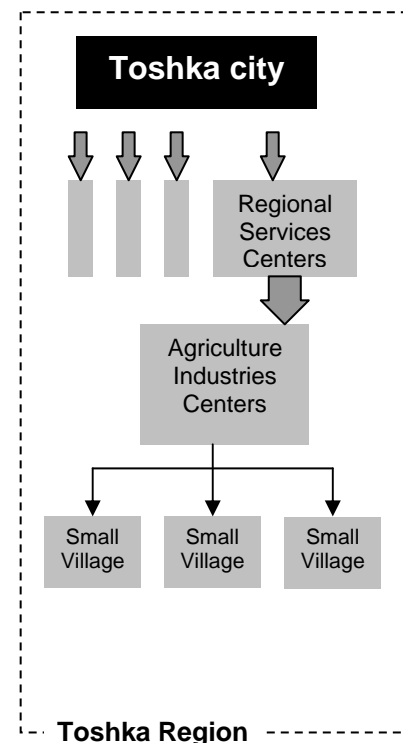 Toshka city
Regional
Services
Centers
Agriculture
Industries
Centers
Small
Village
Small
Village
Small
Village
Toshka Region